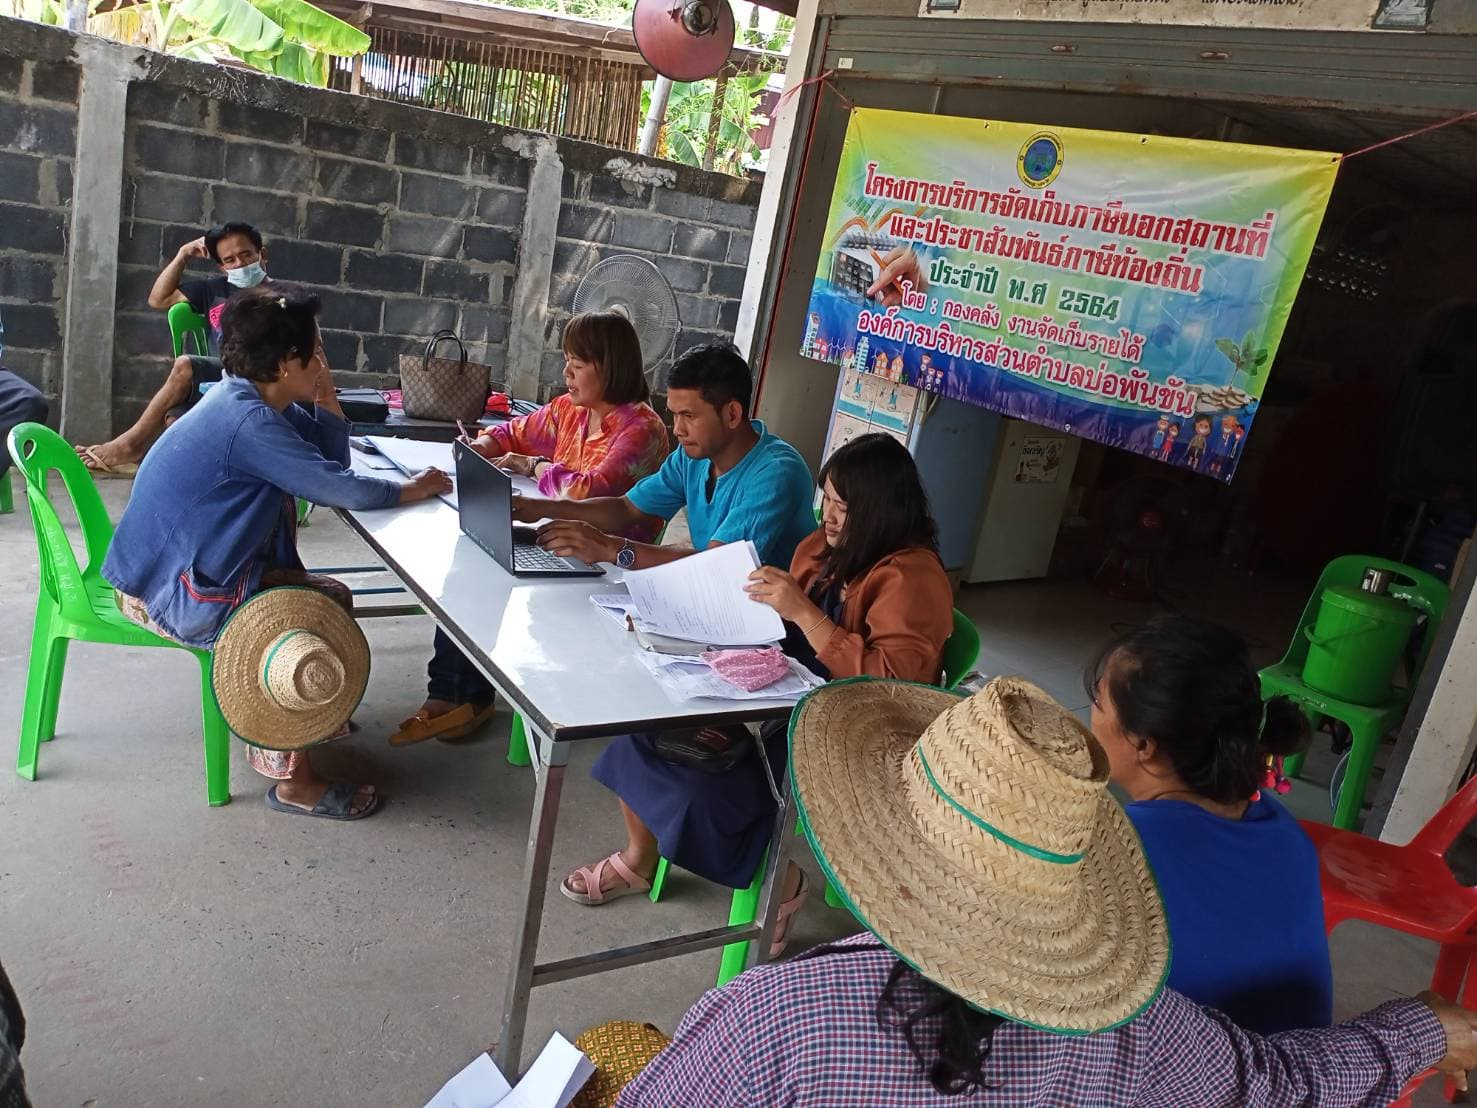 โครงการบริการจัดเก็บภาษีนอกสถานที่
และประชาสัมพันธ์ภาษีท้องถิ่น
ประจำปี พ.ศ 2564
โดย : กองคลัง งานจัดเก็บรายได้
องค์การบริหารส่วนตำบลบ่อพันขัน